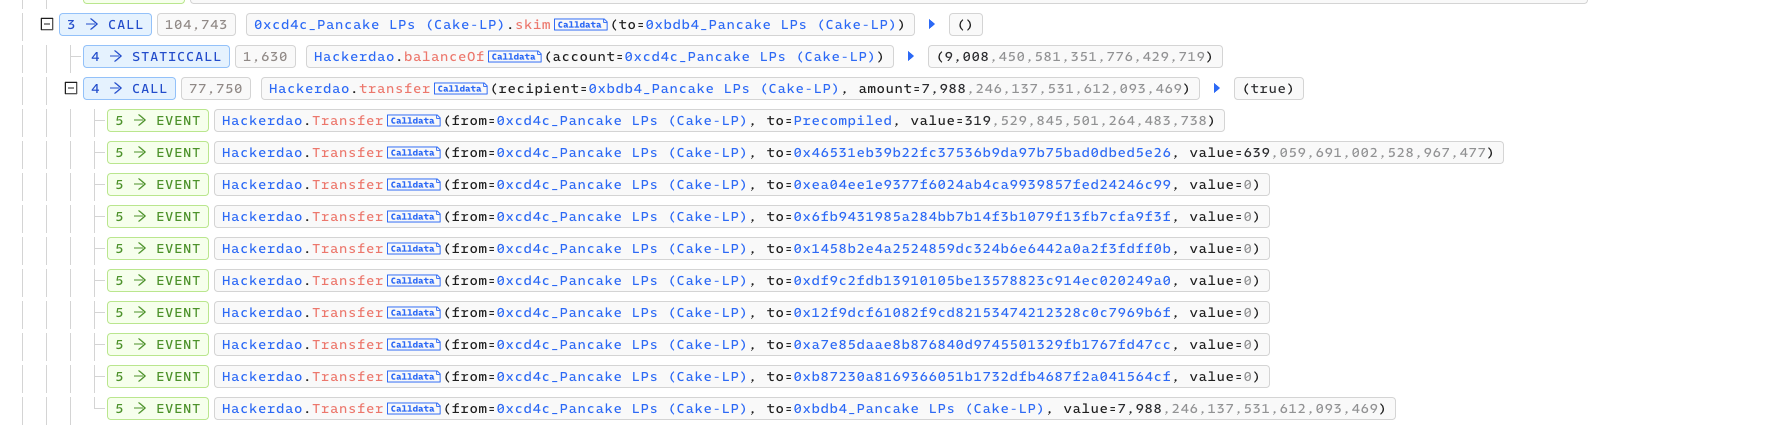 3 → CALL 104,743 0xcd4c_Pancake LPs (Cake-LP).skim Calldata (to=0xbdb4_Pancake LPs (Cake-LP)) ▶ ()
4 → STATICCALL 1,630 Hackerdao.balanceOf Calldata (account=0xcd4c_Pancake LPs (Cake-LP)) ▶ (9,008,450,581,351,776,429,719)
4 → CALL 77,750 Hackerdao.transfer Calldata (recipient=0xbdb4_Pancake LPs (Cake-LP), amount=7,988,246,137,531,612,093,469) ▶ (true)
5 → EVENT Hackerdao.Transfer Calldata (from=0xcd4c_Pancake LPs (Cake-LP), to=Precompiled, value=319,529,845,501,264,483,738)
5 → EVENT Hackerdao.Transfer Calldata (from=0xcd4c_Pancake LPs (Cake-LP), to=0x46531eb39b22fc37536b9da97b75bad0dbed5e26, value=639,059,691,002,528,967,477)
5 → EVENT Hackerdao.Transfer Calldata (from=0xcd4c_Pancake LPs (Cake-LP), to=0xea04ee1e9377f6024ab4ca9939857fed24246c99, value=0)
5 → EVENT Hackerdao.Transfer Calldata (from=0xcd4c_Pancake LPs (Cake-LP), to=0x6fb9431985a284bb7b14f3b1079f13fb7cfa9f3f, value=0)
5 → EVENT Hackerdao.Transfer Calldata (from=0xcd4c_Pancake LPs (Cake-LP), to=0x1458b2e4a2524859dc324b6e6442a0a2f3fdff0b, value=0)
5 → EVENT Hackerdao.Transfer Calldata (from=0xcd4c_Pancake LPs (Cake-LP), to=0xdf9c2fdb13910105be13578823c914ec020249a0, value=0)
5 → EVENT Hackerdao.Transfer Calldata (from=0xcd4c_Pancake LPs (Cake-LP), to=0x12f9dcf61082f9cd82153474212328c0c7969b6f, value=0)
5 → EVENT Hackerdao.Transfer Calldata (from=0xcd4c_Pancake LPs (Cake-LP), to=0xa7e85daae8b876840d9745501329fb1767fd47cc, value=0)
5 → EVENT Hackerdao.Transfer Calldata (from=0xcd4c_Pancake LPs (Cake-LP), to=0xb87230a8169366051b1732dfb4687f2a041564cf, value=0)
5 → EVENT Hackerdao.Transfer Calldata (from=0xcd4c_Pancake LPs (Cake-LP), to=0xbdb4_Pancake LPs (Cake-LP), value=7,988,246,137,531,612,093,469)